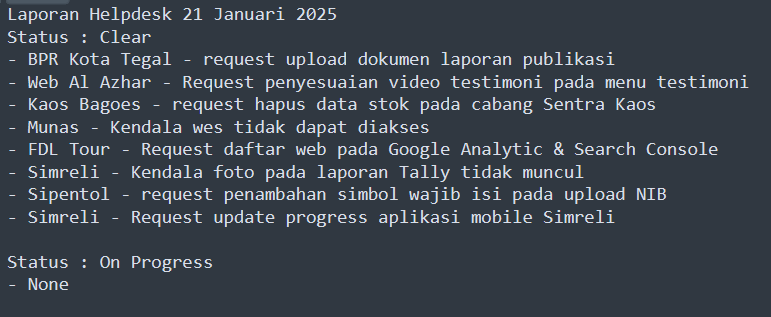 Laporan Helpdesk 21 Januari 2025
Status : Clear
- BPR Kota Tegal - request upload dokumen laporan publikasi
- Web Al Azhar - Request penyesuaian video testimoni pada menu testimoni
- Kaos Bagoes - request hapus data stok pada cabang Sentra Kaos
- Munas - Kendala wes tidak dapat diakses
- FDL Tour - Request daftar web pada Google Analytic & Search Console
- Simreli - Kendala foto pada laporan Tally tidak muncul
- Sipentol - request penambahan simbol wajib isi pada upload NIB
- Simreli - Request update progress aplikasi mobile Simreli
Status : On Progress
- None